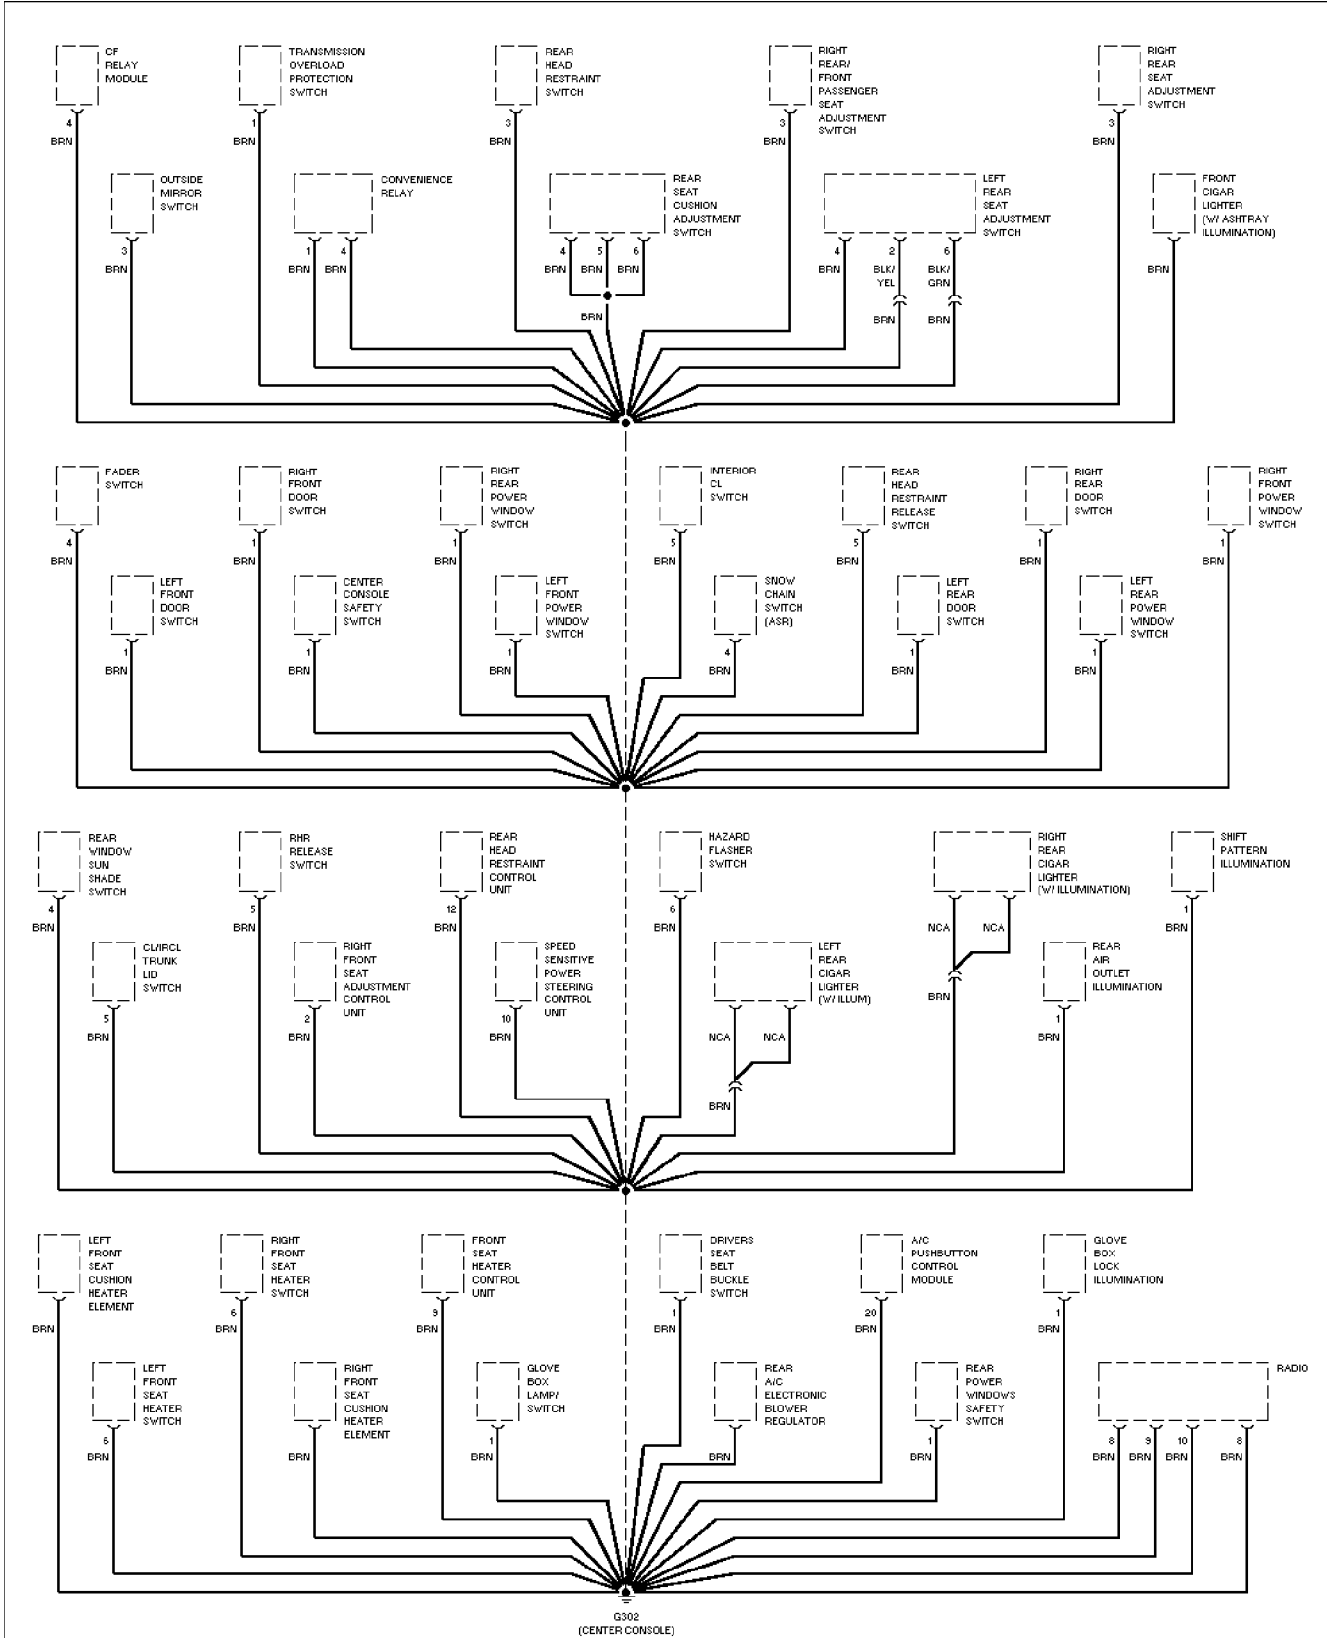 CF
RELAY
MODULE
4
BRN
TRANSMISSION
OVERLOAD
PROTECTION
SWITCH
1
BRN
REAR
HEAD
RESTRAINT
SWITCH
3
BRN
RIGHT
REAR/
FRONT
PASSENGER
SEAT
ADJUSTMENT
SWITCH
3
BRN
RIGHT
REAR
SEAT
ADJUSTMENT
SWITCH
3
BRN
OUTSIDE
MIRROR
SWITCH
3
BRN
CONVENIENCE
RELAY
1 4
BRN BRN
REAR
SEAT
CUSHION
ADJUSTMENT
SWITCH
4 5 6
BRN BRN BRN
BRN
LEFT
REAR
SEAT
ADJUSTMENT
SWITCH
4 2 6
BRN BLK/ BLK/
YEL GRN
BRN BRN
FRONT
CIGAR
LIGHTER
(W/ ASHTRAY
ILLUMINATION)
BRN
FADER
SWITCH
4
BRN
RIGHT
FRONT
DOOR
SWITCH
1
BRN
RIGHT
REAR
POWER
WINDOW
SWITCH
1
BRN
INTERIOR
CL
SWITCH
5
BRN
REAR
HEAD
RESTRAINT
RELEASE
SWITCH
5
BRN
RIGHT
REAR
DOOR
SWITCH
1
BRN
RIGHT
FRONT
POWER
WINDOW
SWITCH
1
BRN
LEFT
FRONT
DOOR
SWITCH
1
BRN
CENTER
CONSOLE
SAFETY
SWITCH
1
BRN
LEFT
FRONT
POWER
WINDOW
SWITCH
1
BRN
SNOW
CHAIN
SWITCH
(ASR)
4
BRN
LEFT
REAR
DOOR
SWITCH
1
BRN
LEFT
REAR
POWER
WINDOW
SWITCH
1
BRN
REAR
WINDOW
SUN
SHADE
SWITCH
4
BRN
RHR
RELEASE
SWITCH
5
BRN
REAR
HEAD
RESTRAINT
CONTROL
UNIT
12
BRN
HAZARD
FLASHER
SWITCH
6
BRN
RIGHT
REAR
CIGAR
LIGHTER
(W/ ILLUMINATION)
NCA NCA
BRN
SHIFT
PATTERN
ILLUMINATION
1
BRN
CL/IRCL
TRUNK
LID
SWITCH
5
BRN
RIGHT
FRONT
SEAT
ADJUSTMENT
CONTROL
UNIT
2
BRN
SPEED
SENSITIVE
POWER
STEERING
CONTROL
UNIT
10
BRN
LEFT
REAR
CIGAR
LIGHTER
(W/ ILLUM)
NCA NCA
BRN
REAR
AIR
OUTLET
ILLUMINATION
1
BRN
LEFT
FRONT
SEAT
CUSHION
HEATER
ELEMENT
BRN
RIGHT
FRONT
SEAT
HEATER
SWITCH
6
BRN
FRONT
SEAT
HEATER
CONTROL
UNIT
9
BRN
DRIVERS
SEAT
BELT
BUCKLE
SWITCH
1
BRN
A/C
PUSHBUTTON
CONTROL
MODULE
20
BRN
GLOVE
BOX
LOCK
ILLUMINATION
1
BRN
LEFT
FRONT
SEAT
HEATER
SWITCH
6
BRN
RIGHT
FRONT
SEAT
CUSHION
HEATER
ELEMENT
BRN
GLOVE
BOX
LAMP/
SWITCH
1
BRN
REAR
A/C
ELECTRONIC
BLOWER
REGULATOR
BRN
REAR
POWER
WINDOWS
SAFETY
SWITCH
1
BRN
RADIO
8 9 10 8
BRN BRN BRN BRN
G302
(CENTER CONSOLE)